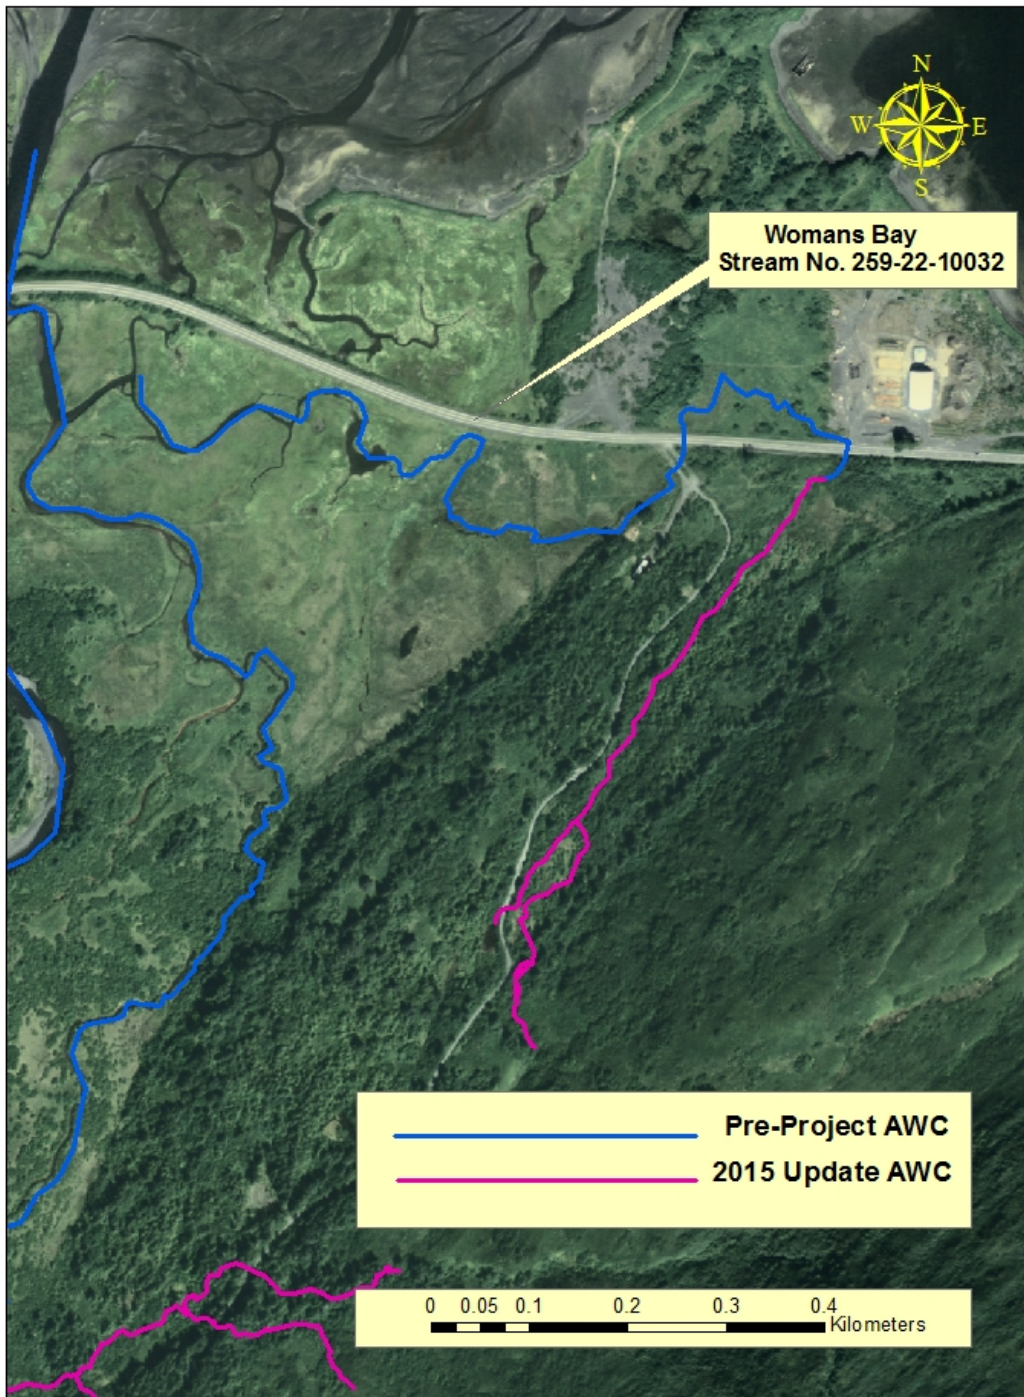 N
W E
S
Womans Bay
Stream No. 259-22-10032
Pre-Project AWC
2015 Update AWC
0 0.05 0.1 0.2 0.3 0.4
Kilometers